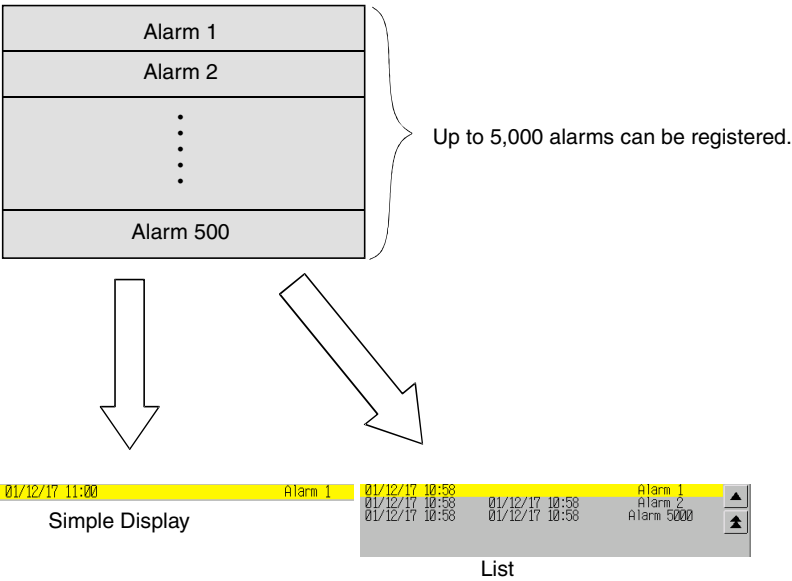 Alarm 1
Alarm 2
Up to 5,000 alarms can be registered.
Alarm 500
01/12/17 11:00 Alarm 1
Simple Display
01/12/17 10:58 Alarm 1
01/12/17 10:58 01/12/17 10:58 Alarm 2
01/12/17 10:58 01/12/17 10:58 Alarm 5000
List